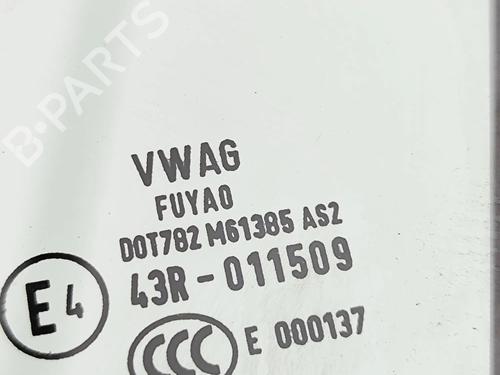 B-PARTS
VWAG
FUYAO
DOT782 M61385 AS2
43R-011509
E4
CCC E 000137